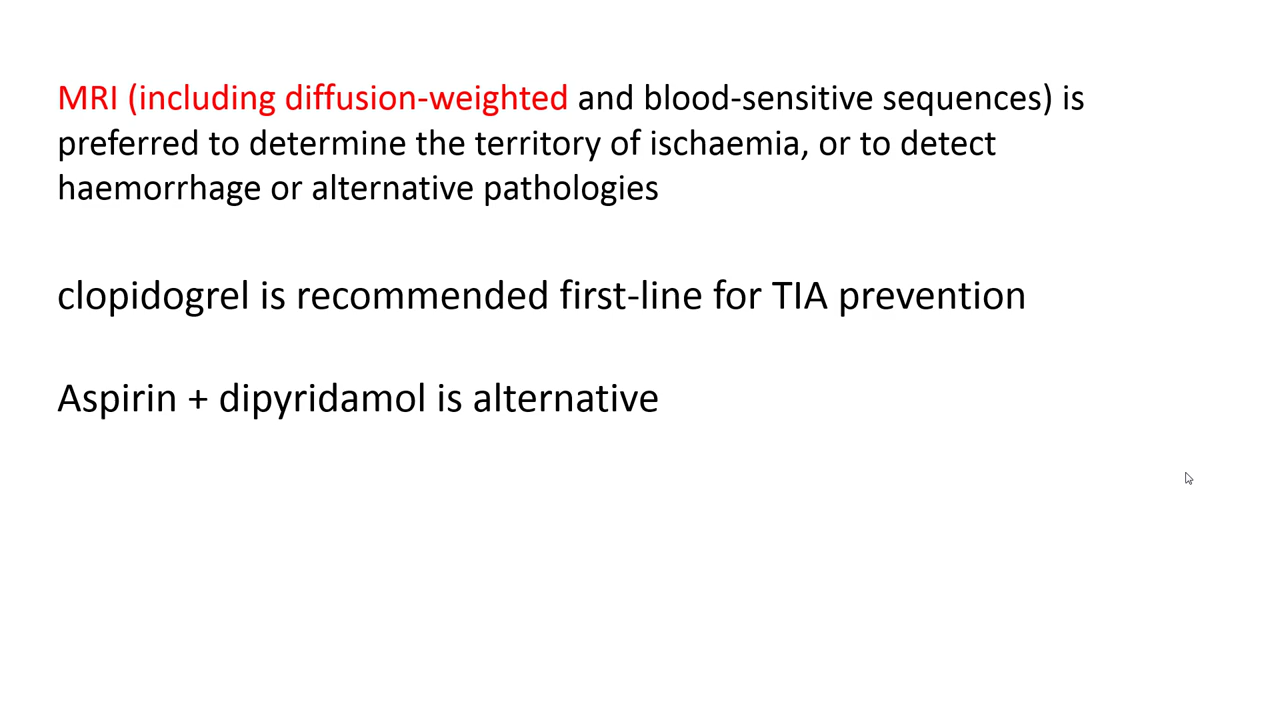 MRI (including diffusion-weighted and blood-sensitive sequences) is
preferred to determine the territory of ischaemia, or to detect
haemorrhage or alternative pathologies
clopidogrel is recommended first-line for TIA prevention
Aspirin + dipyridamol is alternative